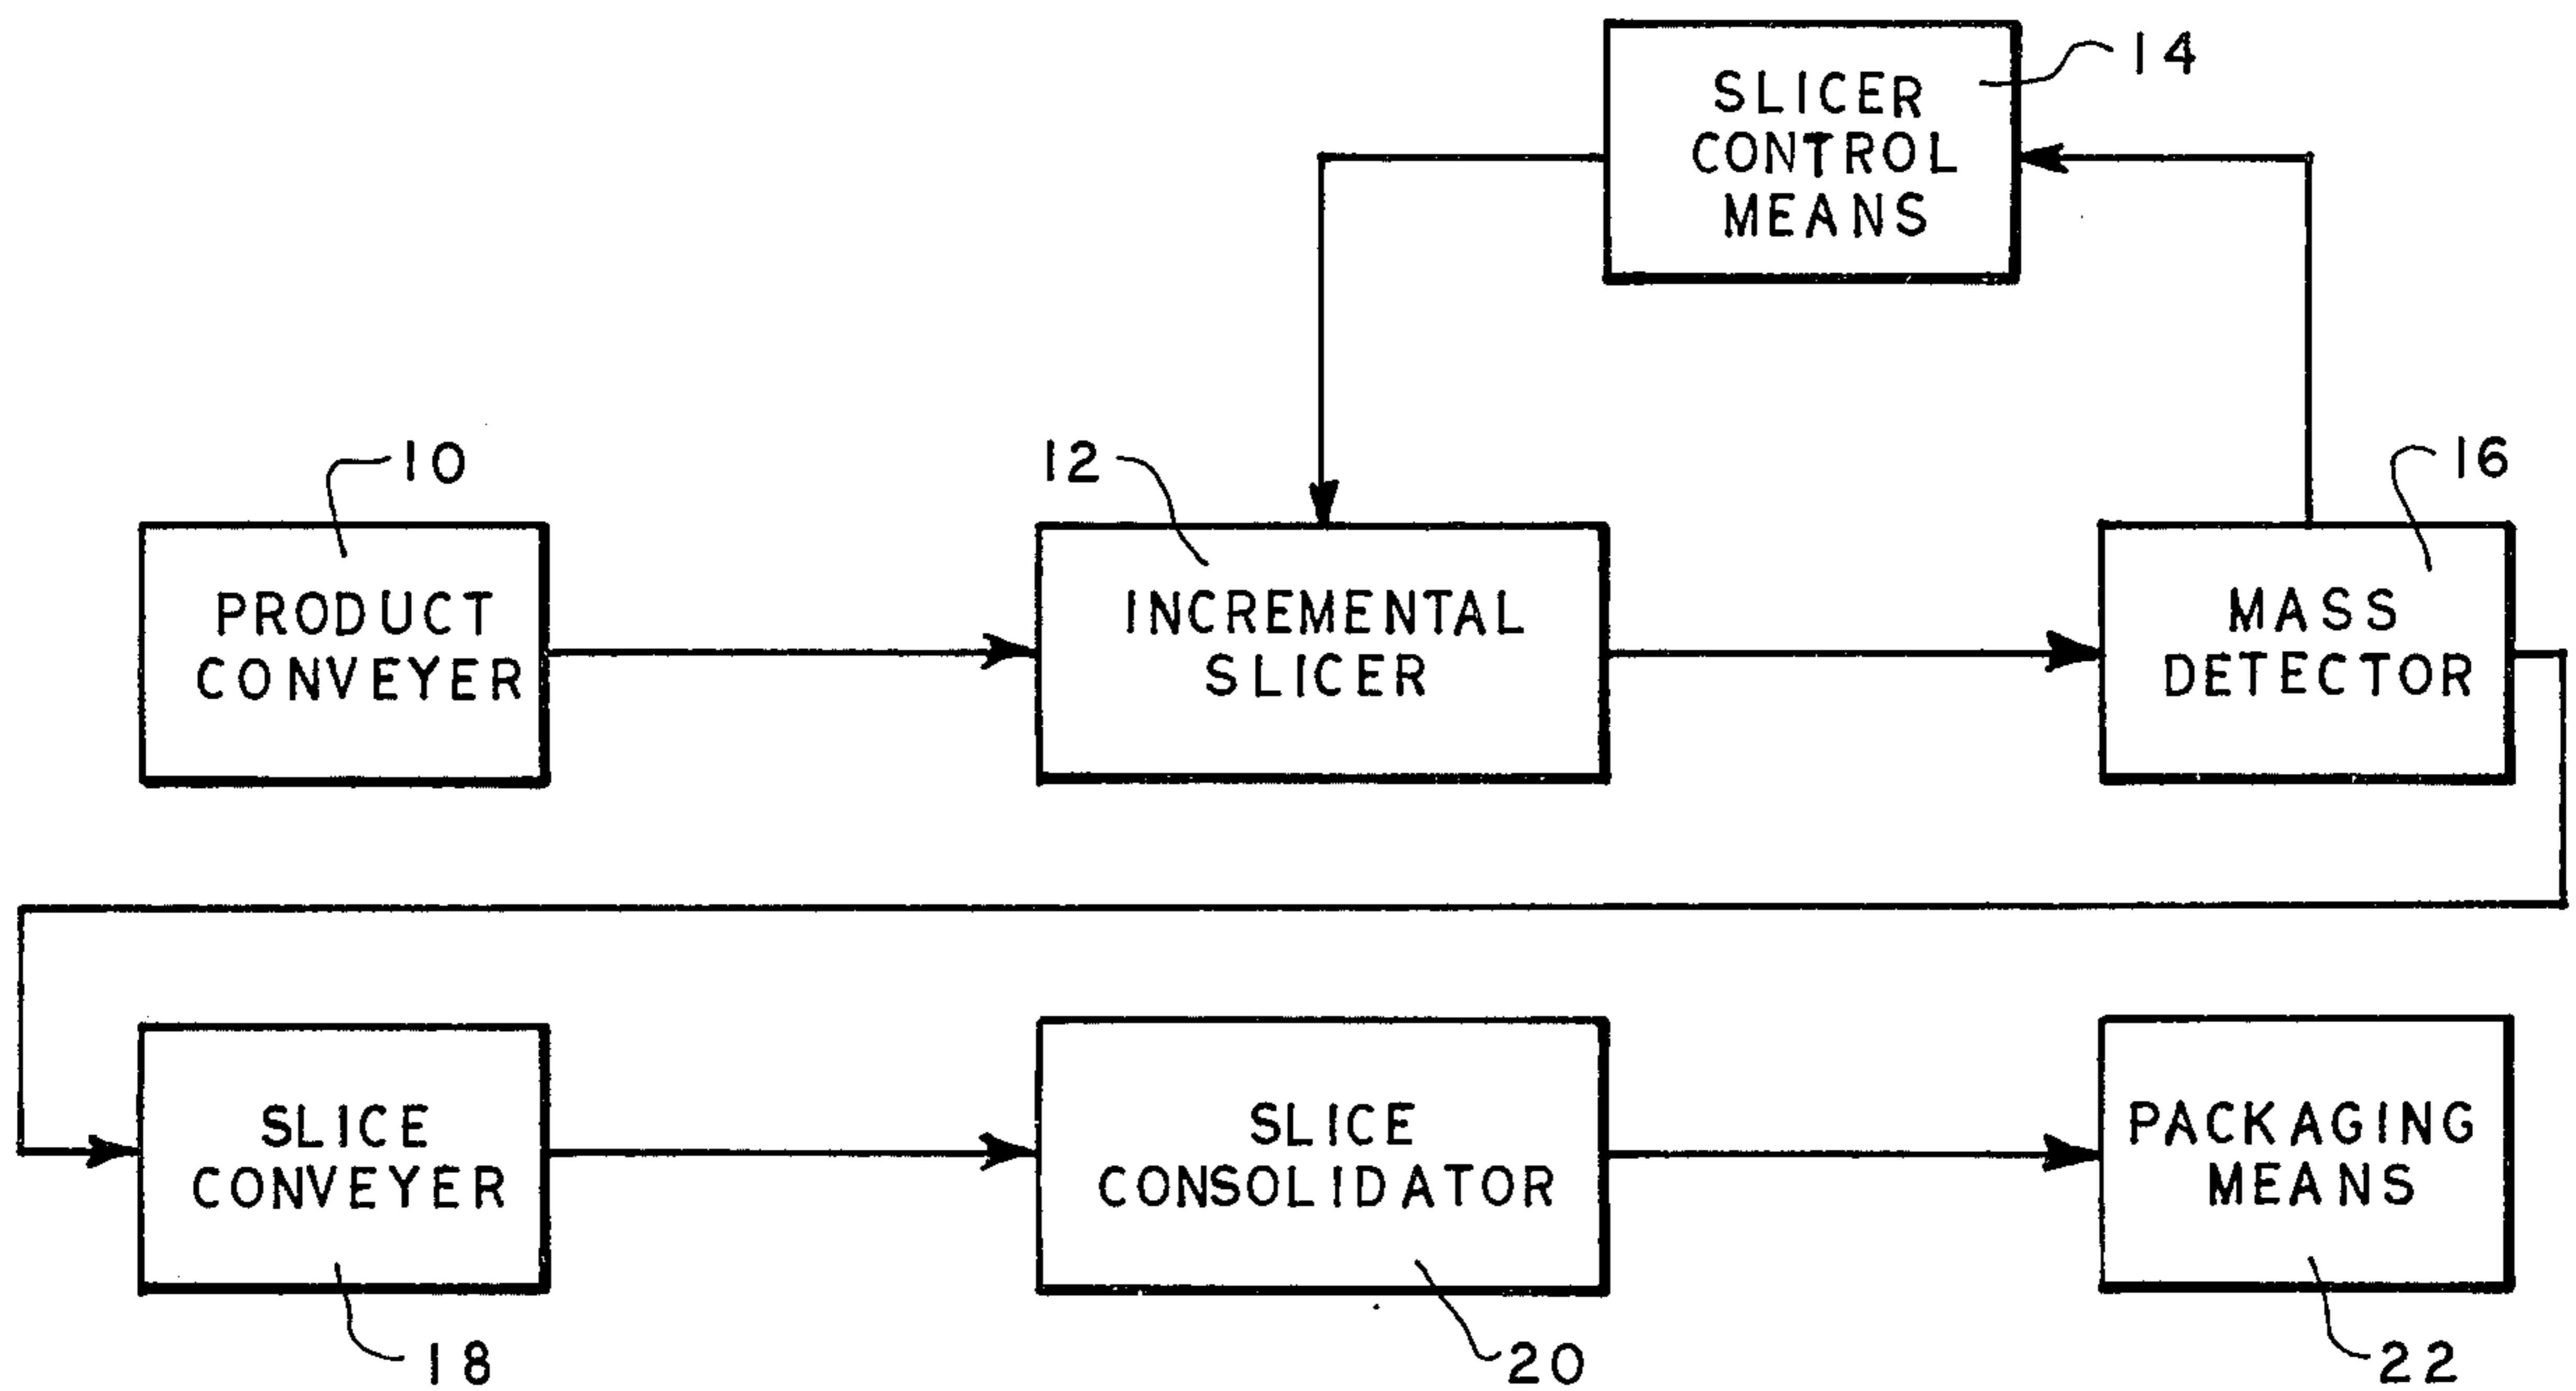 14
SLICER
CONTROL
MEANS
10
12
16
PRODUCT
CONVEYER
INCREMENTAL
SLICER
MASS
DETECTOR
SLICE
CONVEYER
SLICE
CONSOLIDATOR
PACKAGING
MEANS
18
20
22